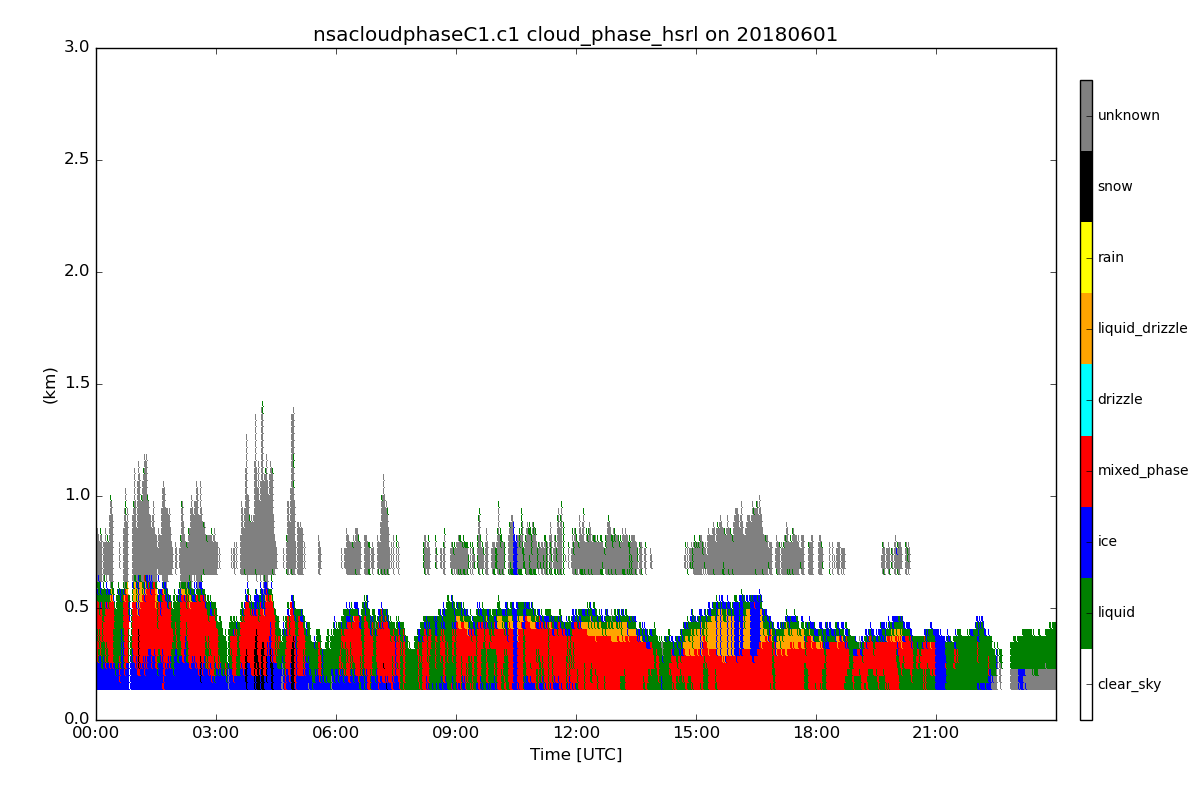 nsacloudphaseC1.c1 cloud_phase_hsrl on 20180601
3.0
2.5
2.0
1.5
1.0
0.5
0.0
(km)
00:00 03:00 06:00 09:00 12:00 15:00 18:00 21:00
Time [UTC]
unknown
snow
rain
liquid_drizzle
drizzle
mixed_phase
ice
liquid
clear_sky